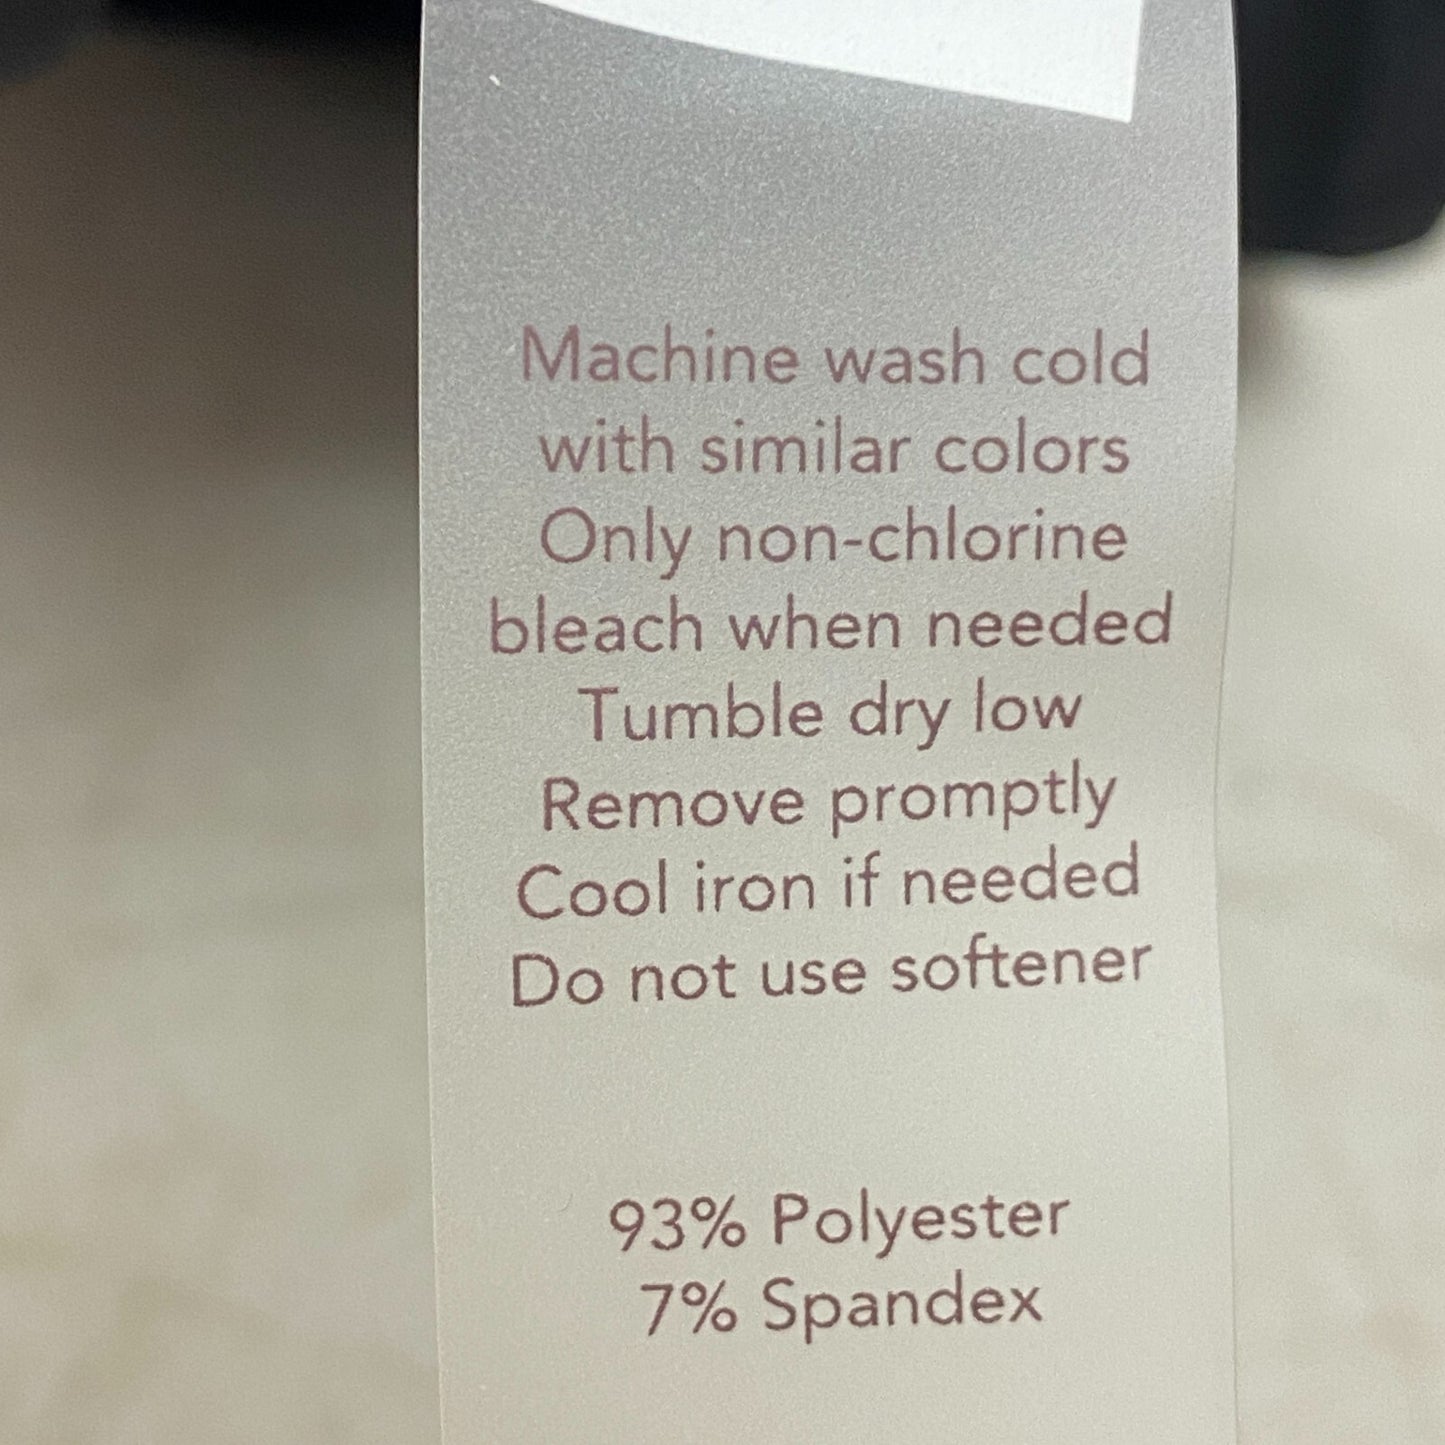 Machine wash cold
with similar colors
Only non-chlorine
bleach when needed
Tumble dry low
Remove promptly
Cool iron if needed
Do not use softener
93% Polyester
7% Spandex